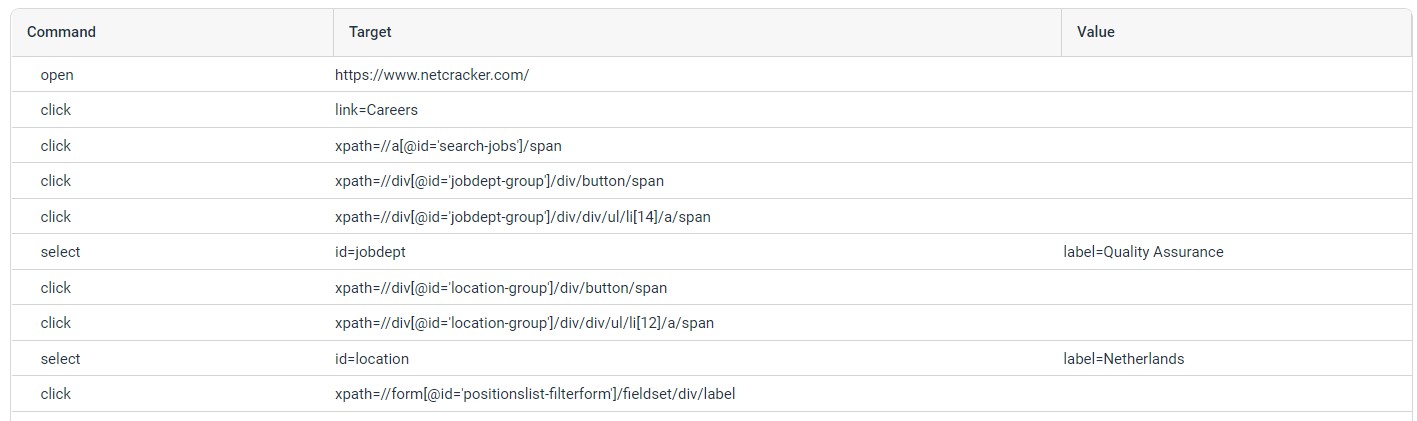 Command Target Value
open https://www.netcracker.com/
click link=Careers
click xpath=//a[@id='search-jobs']/span
click xpath=//div[@id='jobdept-group']/div/button/span
click xpath=//div[@id='jobdept-group']/div/div/ul/li[14]/a/span
select id=jobdept label=Quality Assurance
click xpath=//div[@id='location-group']/div/button/span
click xpath=//div[@id='location-group']/div/div/ul/li[12]/a/span
select id=location label=Netherlands
click xpath=//form[@id='positionslist-filterform']/fieldset/div/label